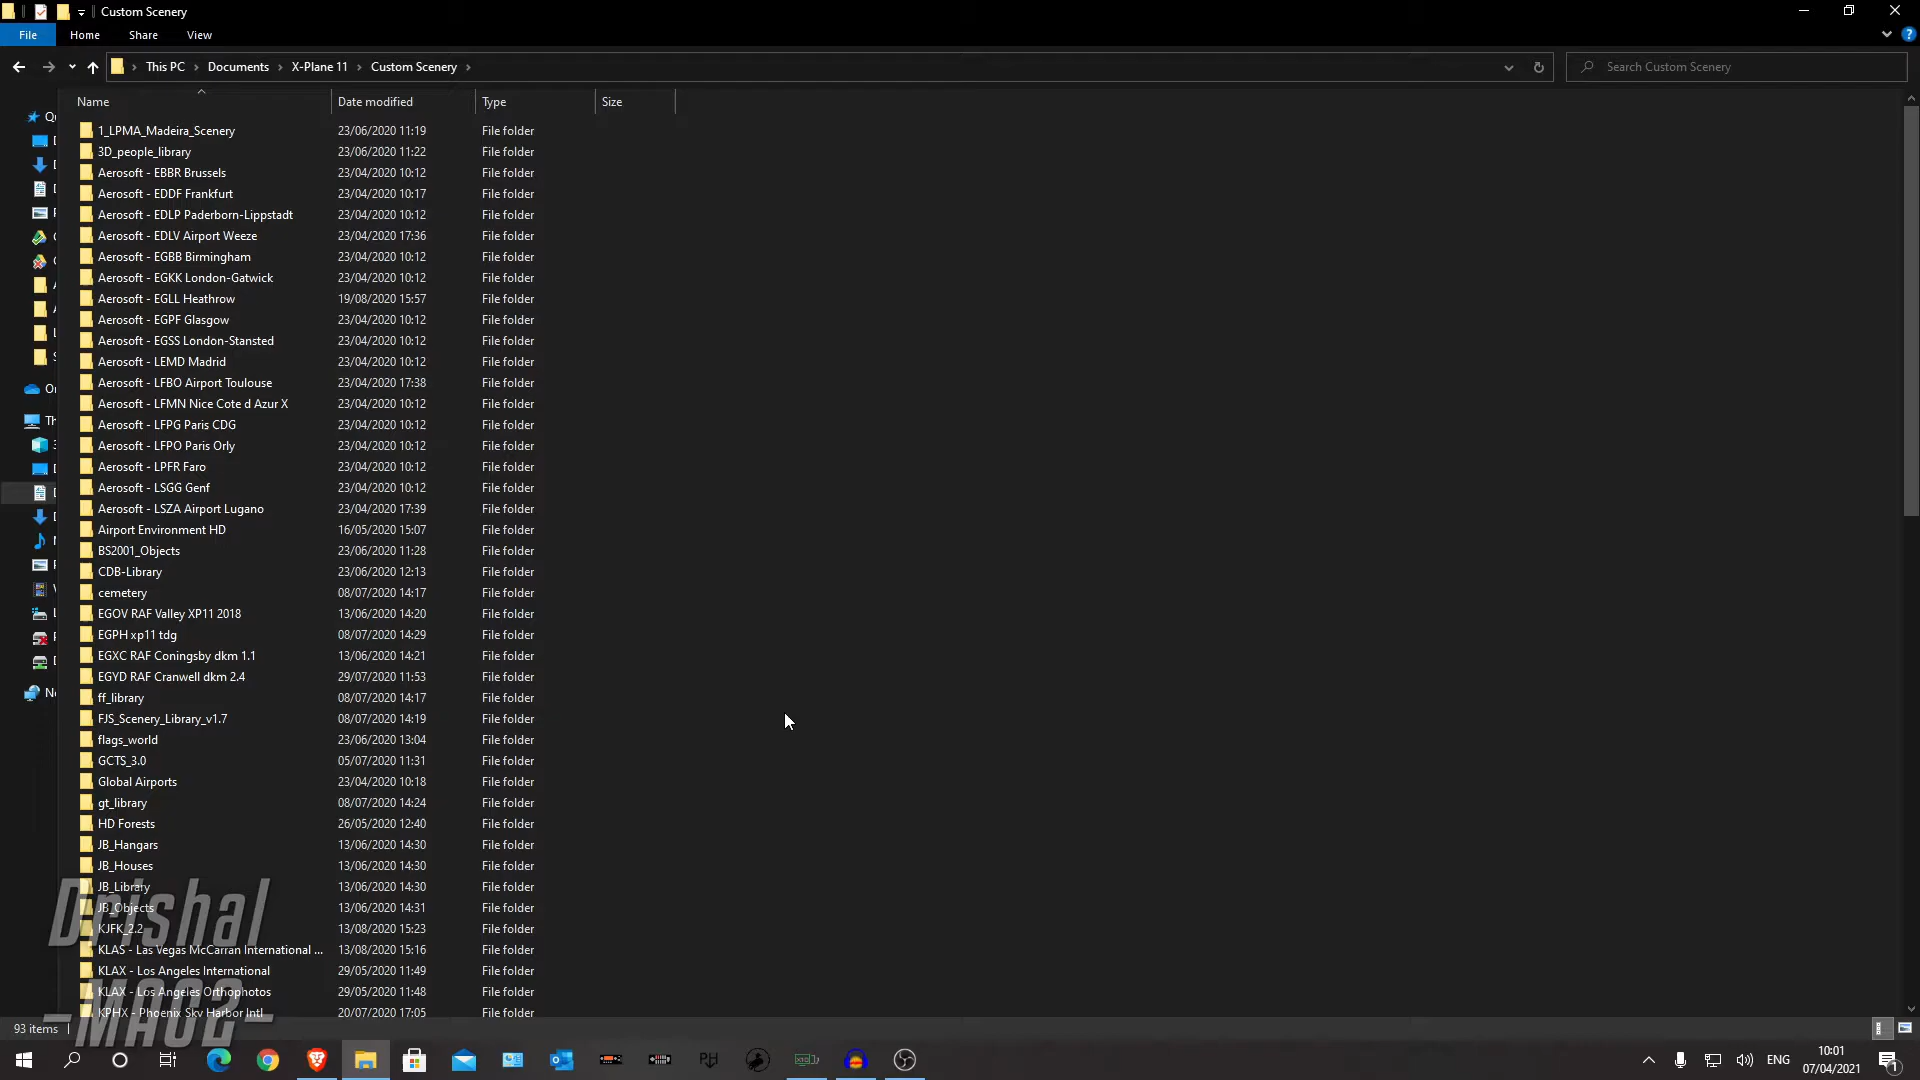 Custom Scenery
File Home Share View
This PC Documents X-Plane 11 Custom Scenery Search Custom Scenery
Name Date modified Type Size
1_LPMA_Madeira_Scenery 23/06/2020 11:19 File folder
3D_people_library 23/06/2020 11:22 File folder
Aerosoft - EBBR Brussels 23/04/2020 10:12 File folder
Aerosoft - EDDF Frankfurt 23/04/2020 10:17 File folder
Aerosoft - EDLP Paderborn-Lippstadt 23/04/2020 10:12 File folder
Aerosoft - EDLV Airport Weeze 23/04/2020 17:36 File folder
Aerosoft - EGBB Birmingham 23/04/2020 10:12 File folder
Aerosoft - EGKK London-Gatwick 23/04/2020 10:12 File folder
Aerosoft - EGLL Heathrow 19/08/2020 15:57 File folder
Aerosoft - EGPF Glasgow 23/04/2020 10:12 File folder
Aerosoft - EGSS London-Stansted 23/04/2020 10:12 File folder
Aerosoft - LEMD Madrid 23/04/2020 10:12 File folder
Aerosoft - LFBO Airport Toulouse 23/04/2020 17:38 File folder
Aerosoft - LFMN Nice Cote d Azur X 23/04/2020 10:12 File folder
Aerosoft - LFPG Paris CDG 23/04/2020 10:12 File folder
Aerosoft - LFPO Paris Orly 23/04/2020 10:12 File folder
Aerosoft - LPFR Faro 23/04/2020 10:12 File folder
Aerosoft - LSGG Genf 23/04/2020 10:12 File folder
Aerosoft - LSZA Airport Lugano 23/04/2020 17:39 File folder
Airport Environment HD 16/05/2020 15:07 File folder
BS2001_Objects 23/06/2020 11:28 File folder
CDB-Library 23/06/2020 12:13 File folder
cemetery 08/07/2020 14:17 File folder
EGOV RAF Valley XP11 2018 13/06/2020 14:20 File folder
EGPH xp11 tdg 08/07/2020 14:29 File folder
EGXC RAF Coningsby dkm 1.1 13/06/2020 14:21 File folder
EGYD RAF Cranwell dkm 2.4 29/07/2020 11:53 File folder
ff_library 08/07/2020 14:17 File folder
FJS_Scenery_Library_v1.7 08/07/2020 14:19 File folder
flags_world 23/06/2020 13:04 File folder
GCTS_3.0 05/07/2020 11:31 File folder
Global Airports 23/04/2020 10:18 File folder
gt_library 08/07/2020 14:24 File folder
HD Forests 26/05/2020 12:40 File folder
JB_Hangars 13/06/2020 14:30 File folder
JB_Houses 13/06/2020 14:30 File folder
JB_Library 13/06/2020 14:30 File folder
JB_Objects 13/06/2020 14:31 File folder
KJFK_2.2 13/08/2020 15:23 File folder
KLAS - Las Vegas McCarran International ... 13/08/2020 15:16 File folder
KLAX - Los Angeles International 29/05/2020 11:49 File folder
KLAX - Los Angeles Orthophotos 29/05/2020 11:48 File folder
KPHX - Phoenix Sky Harbor Intl 20/07/2020 17:05 File folder
Drishal
-MAO2-
93 items
ENG 10:01
07/04/2021